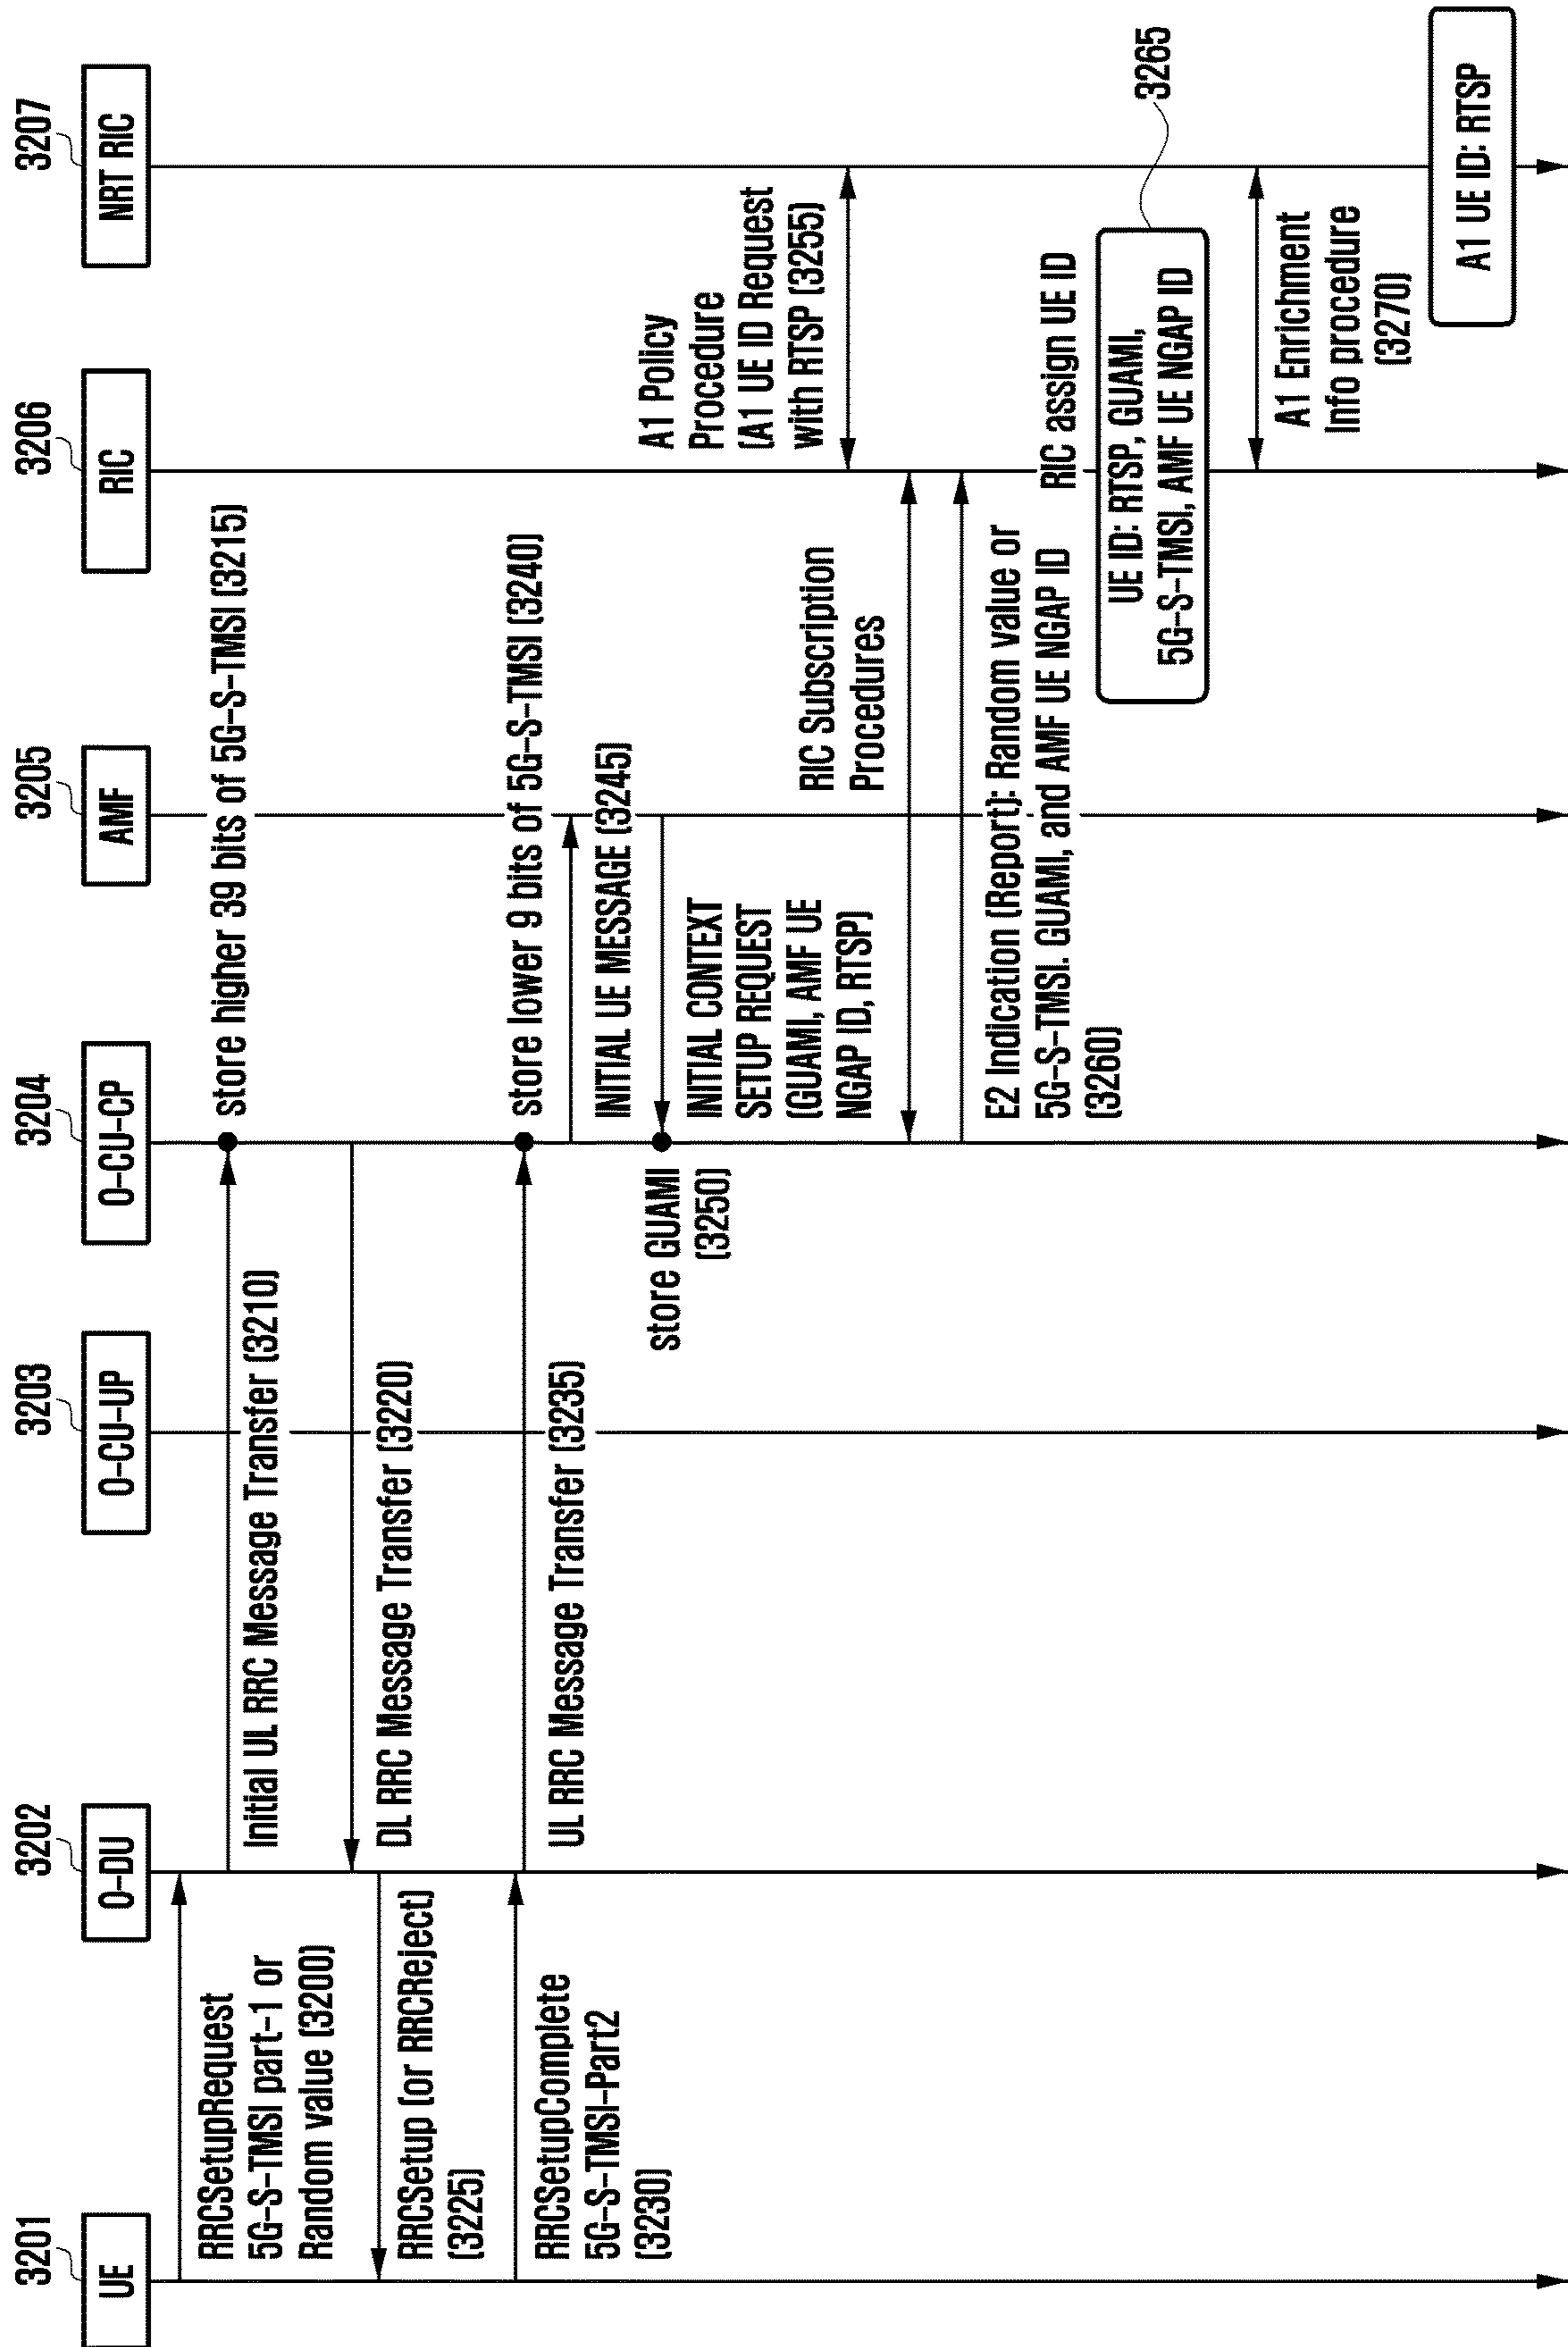 3201
3202
3203
3204
3205
3206
3207
UE
O-DU
O-CU-UP
O-CU-CP
AMF
RIC
NRT RIC
RRCSetupRequest
5G-S-TMSI part-1 or
Random value (3200)
Initial UL RRC Message Transfer (3210)
store higher 39 bits of 5G-S-TMSI (3215)
DL RRC Message Transfer (3220)
RRCSetup (or RRCReject)
(3225)
RRCSetupComplete
5G-S-TMSI-Part2
(3230)
UL RRC Message Transfer (3235)
store lower 9 bits of 5G-S-TMSI (3240)
INITIAL UE MESSAGE (3245)
store GUAMI
(3250)
INITIAL CONTEXT
SETUP REQUEST
(GUAMI, AMF UE
NGAP ID, RTSP)
A1 Policy
Procedure
(A1 UE ID Request
with RTSP (3255)
RIC Subscription
Procedures
E2 Indication (Report): Random value or
5G-S-TMSI. GUAMI, and AMF UE NGAP ID
(3260)
RIC assign UE ID
UE ID: RTSP, GUAMI,
5G-S-TMSI, AMF UE NGAP ID
3265
A1 Enrichment
Info procedure
(3270)
A1 UE ID: RTSP